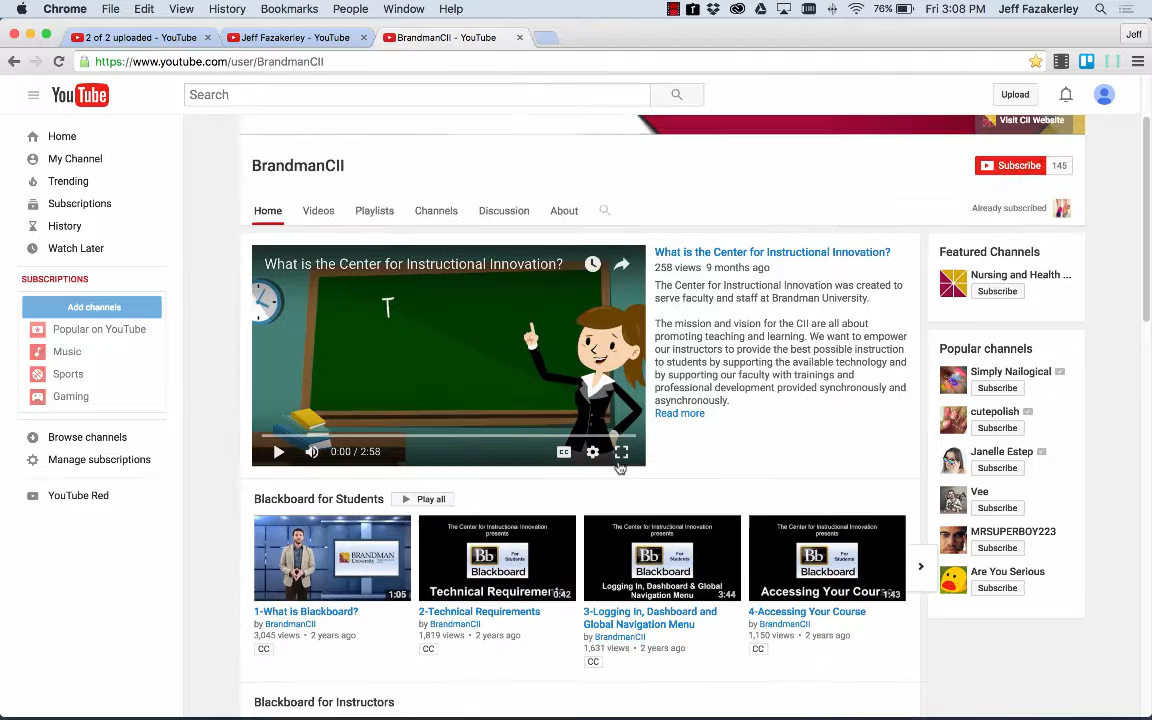 Chrome File Edit View History Bookmarks People Window Help 76% Fri 3:08 PM Jeff Fazakerley
2 of 2 uploaded - YouTube × Jeff Fazakerley - YouTube × BrandmanCII - YouTube × Jeff
https://www.youtube.com/user/BrandmanCII
YouTube Search Upload
Visit CII Website
Home
My Channel
Trending
Subscriptions
History
Watch Later
SUBSCRIPTIONS
Add channels
Popular on YouTube
Music
Sports
Gaming
Browse channels
Manage subscriptions
YouTube Red
BrandmanCII
Subscribe 145
Home Videos Playlists Channels Discussion About
Already subscribed
What is the Center for Instructional Innovation?
T
0:00 / 2:58 CC
What is the Center for Instructional Innovation?
258 views 9 months ago
The Center for Instructional Innovation was created to
serve faculty and staff at Brandman University.
The mission and vision for the CII are all about
promoting teaching and learning. We want to empower
our instructors to provide the best possible instruction
to students by supporting the available technology and
by supporting our faculty with trainings and
professional development provided synchronously and
asynchronously.
Read more
Blackboard for Students Play all
BRANDMAN
UNIVERSITY
1:05
1-What is Blackboard?
by BrandmanCII
3,045 views • 2 years ago
CC
The Center for Instructional Innovation
presents
Bb For Students
Blackboard
Technical Requirements
0:42
2-Technical Requirements
by BrandmanCII
1,819 views • 2 years ago
CC
The Center for Instructional Innovation
presents
Bb For Students
Blackboard
Logging In, Dashboard & Global
Navigation Menu
3:44
3-Logging In, Dashboard and
Global Navigation Menu
by BrandmanCII
1,631 views • 2 years ago
CC
The Center for Instructional Innovation
presents
Bb For Students
Blackboard
Accessing Your Cour
1:43
4-Accessing Your Course
by BrandmanCII
1,150 views • 2 years ago
CC
Blackboard for Instructors
Featured Channels
Nursing and Health ...
Subscribe
Popular channels
Simply Nailogical
Subscribe
cutepolish
Subscribe
Janelle Estep
Subscribe
Vee
Subscribe
MRSUPERBOY223
Subscribe
Are You Serious
Subscribe